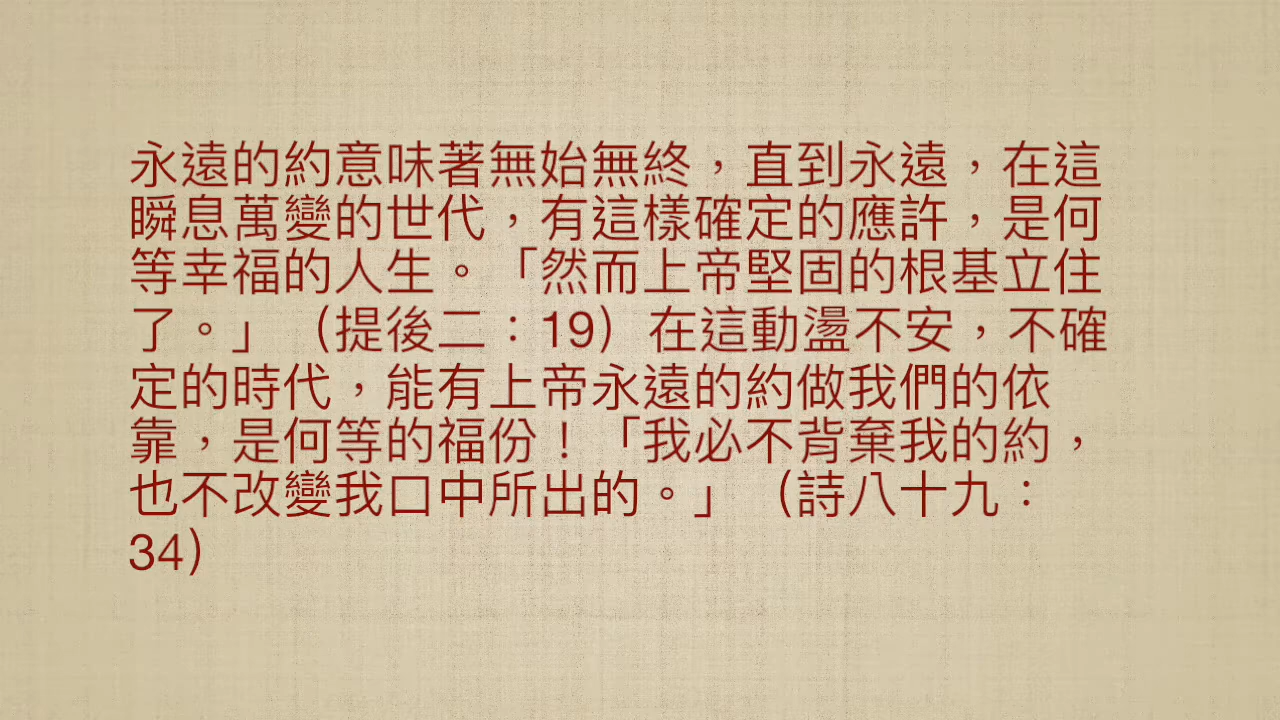 永遠的約意味著無始無終，直到永遠，在這
瞬息萬變的世代，有這樣確定的應許，是何
等幸福的人生。「然而上帝堅固的根基立住
了。」（提後二：19）在這動盪不安，不確
定的時代，能有上帝永遠的約做我們的依
靠，是何等的福份！「我必不背棄我的約，
也不改變我口中所出的。」（詩八十九：
34）